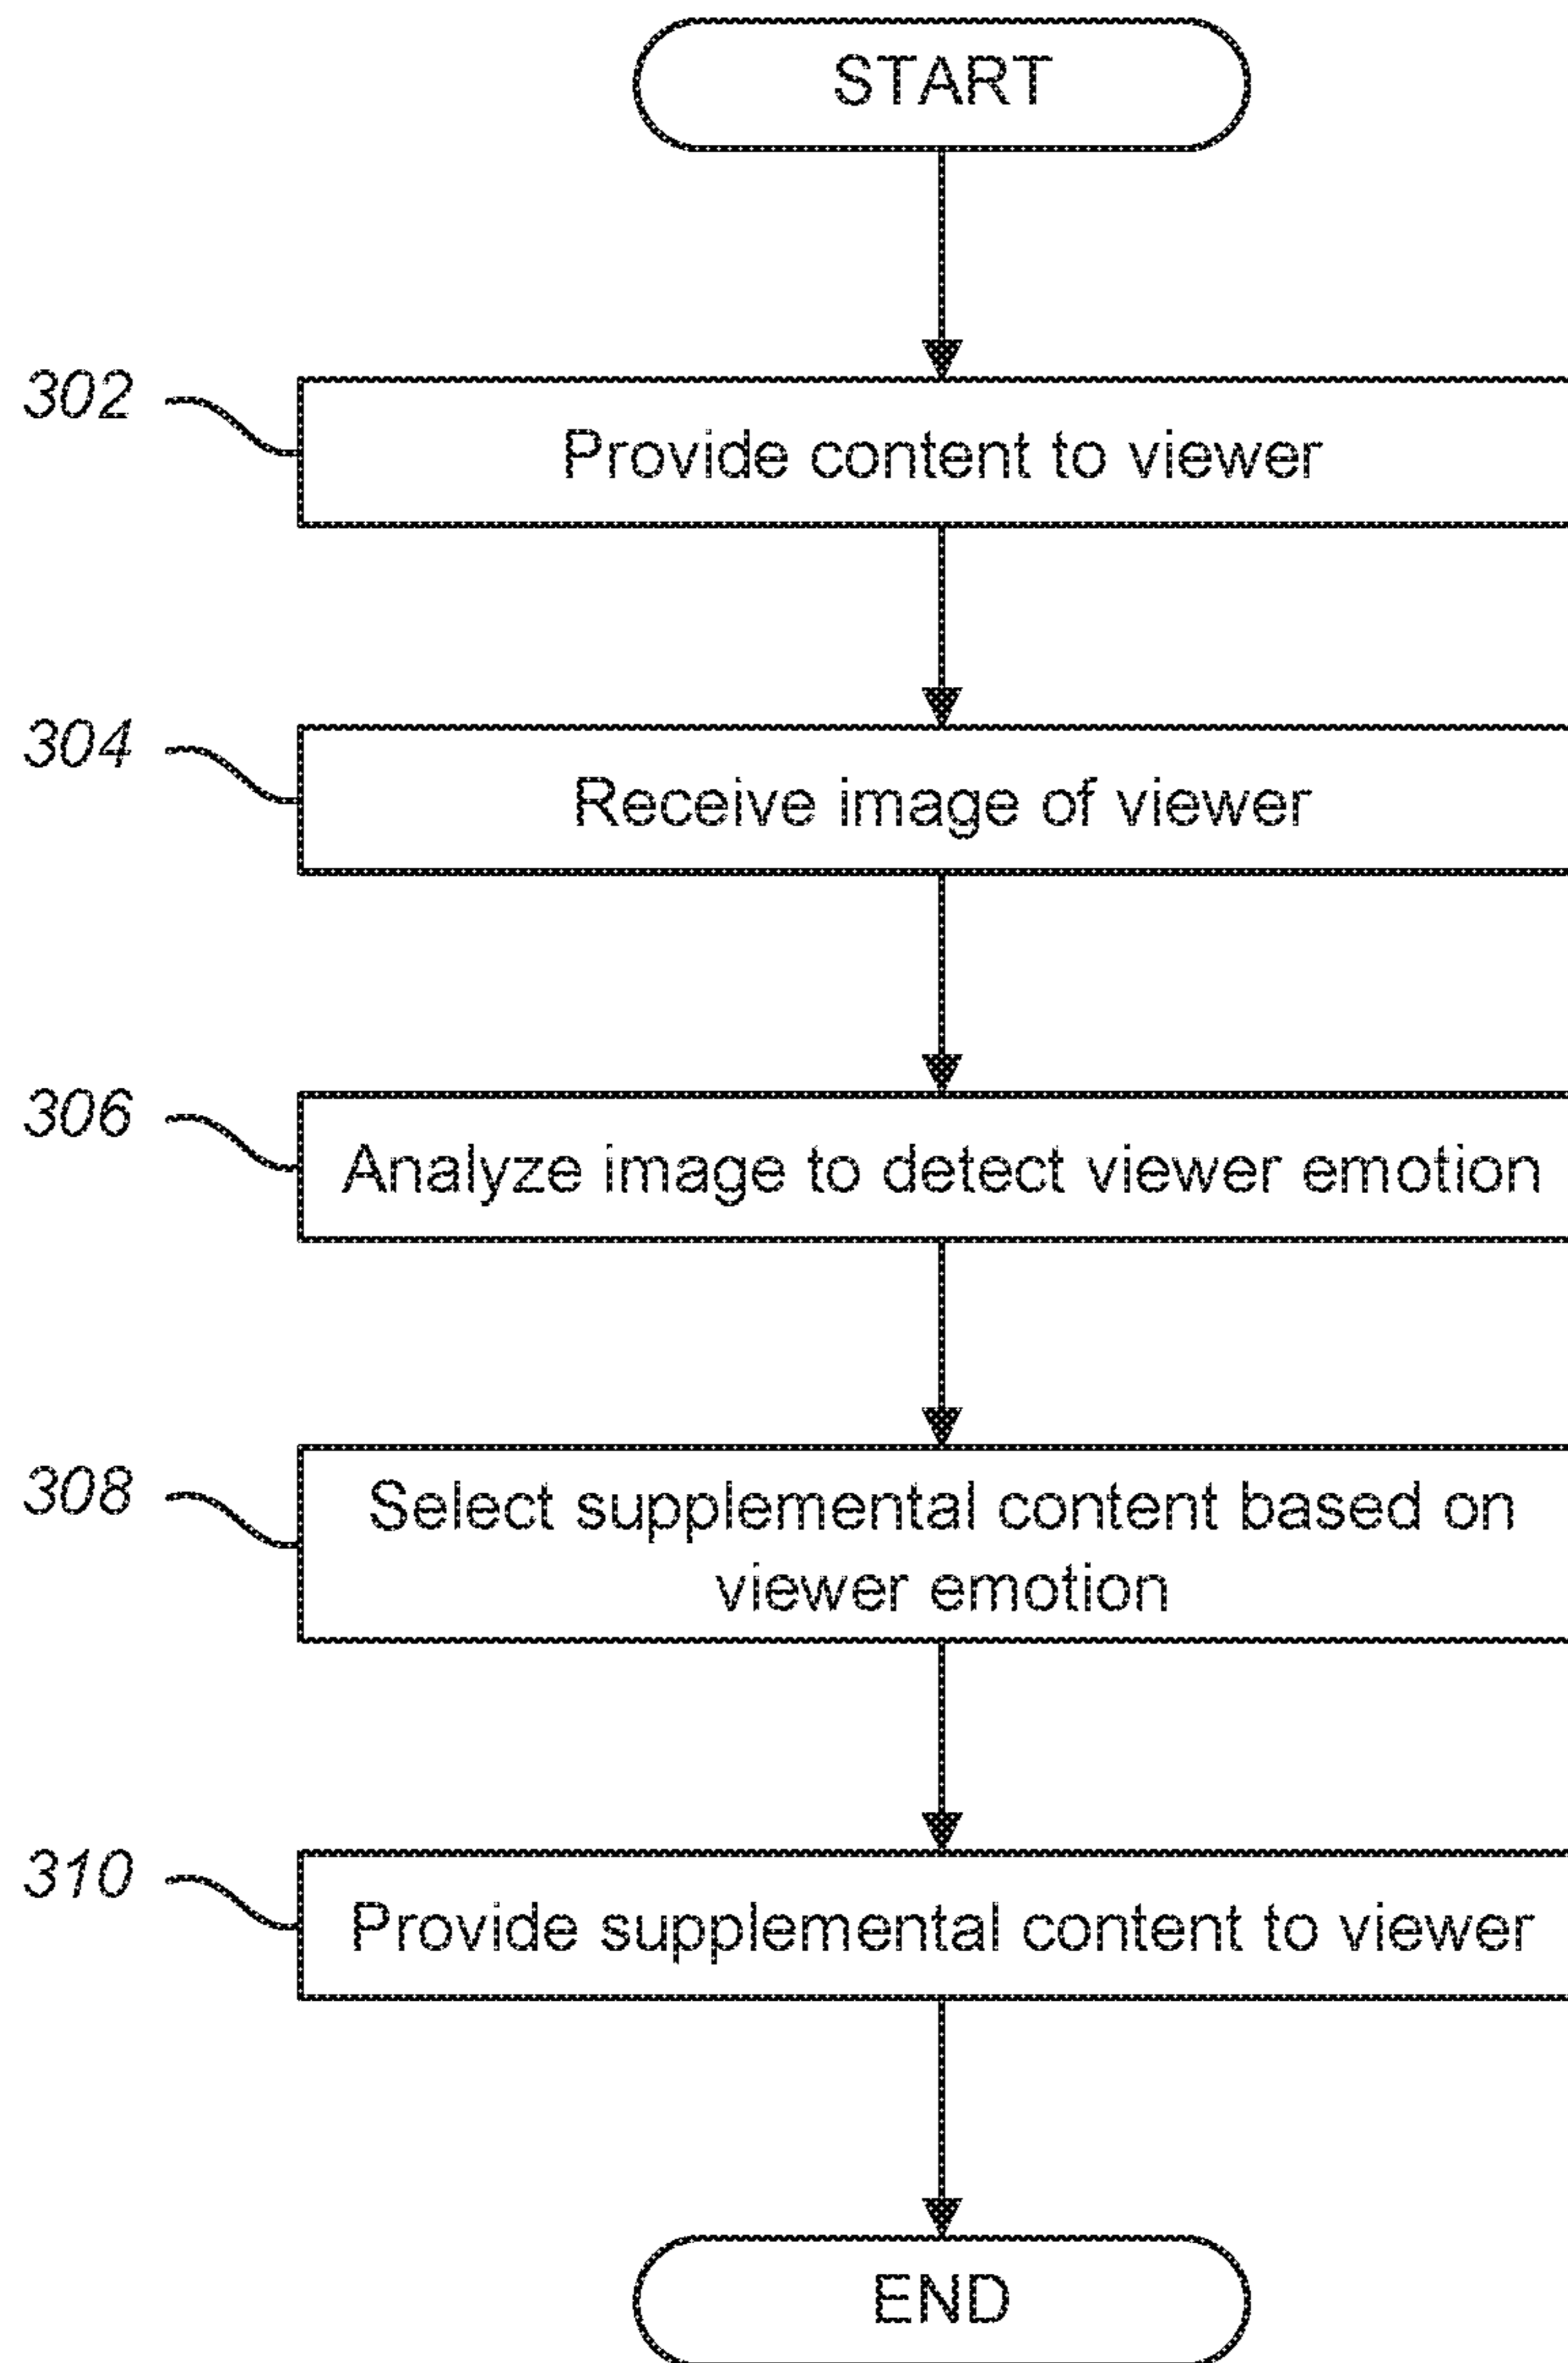 START
302
Provide content to viewer
304
Receive image of viewer
306
Analyze image to detect viewer emotion
308
Select supplemental content based on
viewer emotion
310
Provide supplemental content to viewer
END